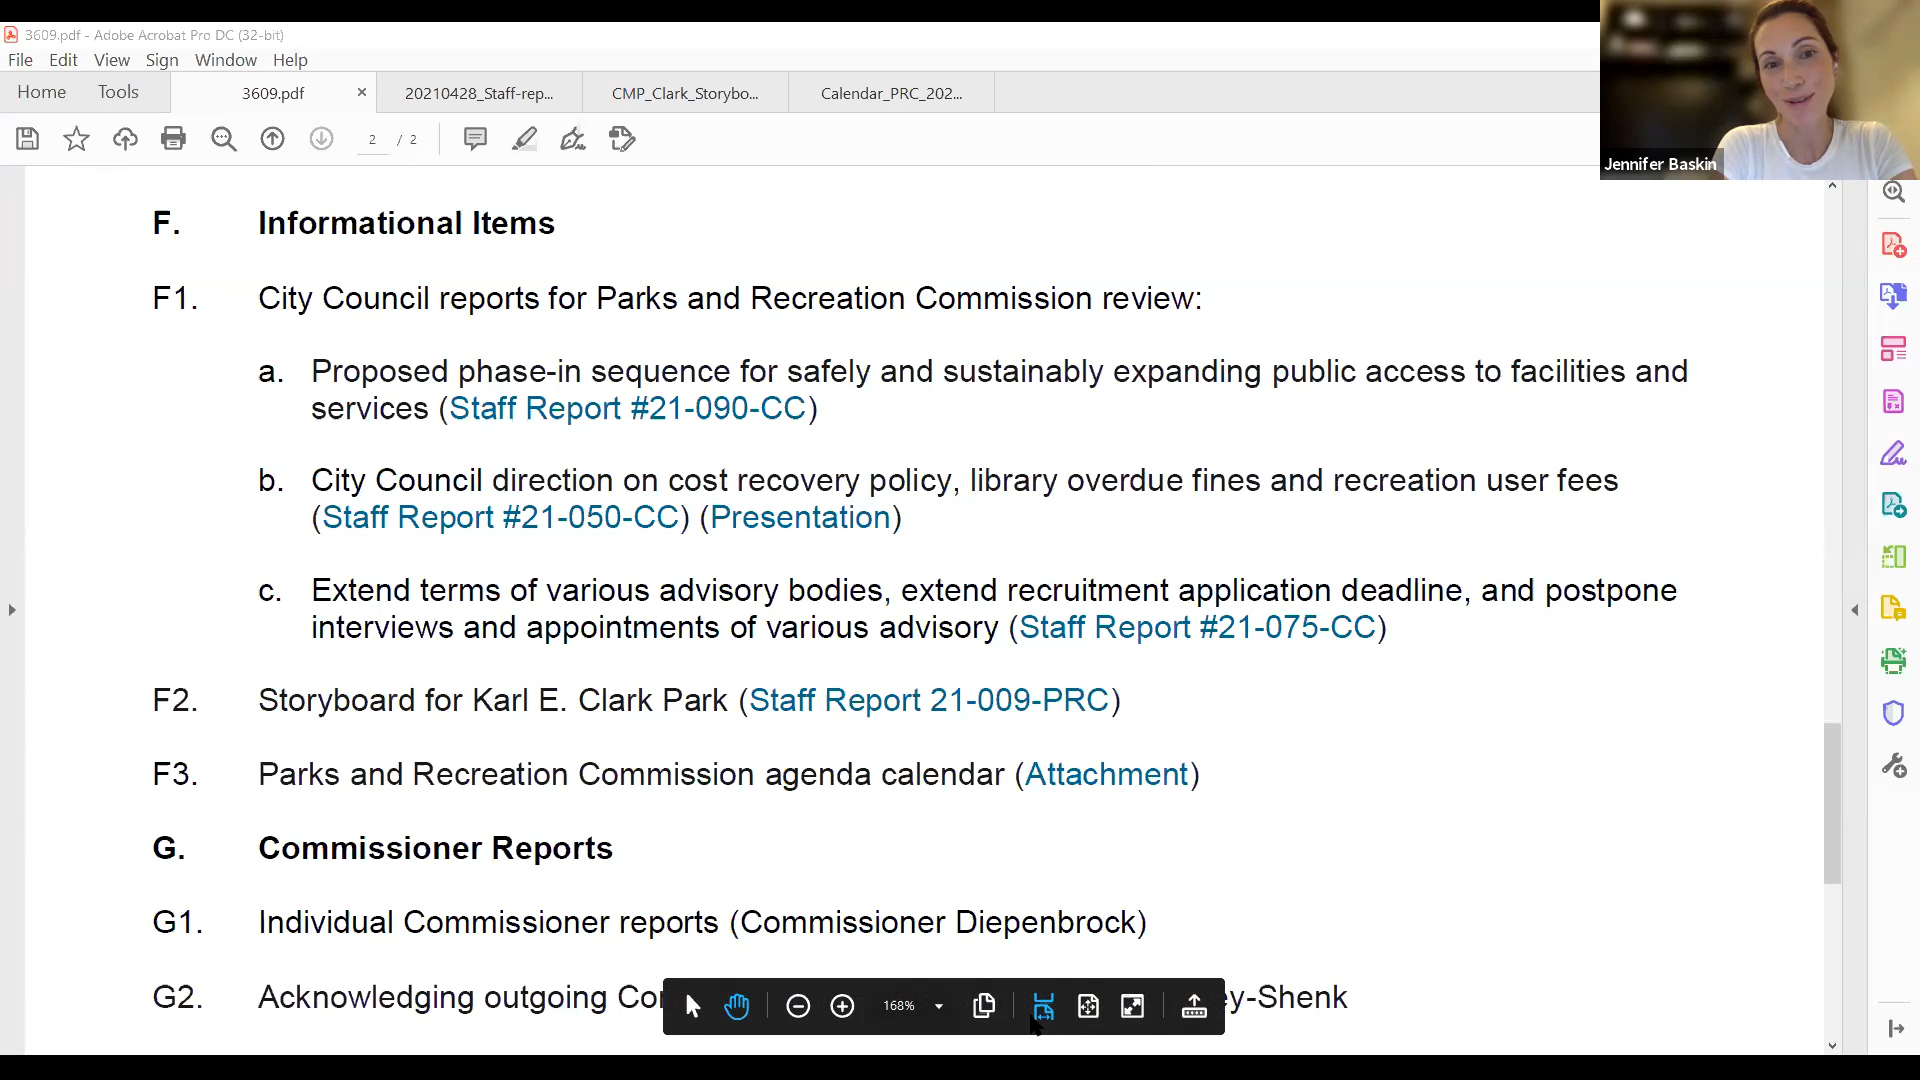 3609.pdf - Adobe Acrobat Pro DC (32-bit)
File Edit View Sign Window Help
Home Tools 3609.pdf × 20210428_Staff-rep... CMP_Clark_Storybo... Calendar_PRC_202...
2 / 2
Jennifer Baskin
F. Informational Items
F1. City Council reports for Parks and Recreation Commission review:
a. Proposed phase-in sequence for safely and sustainably expanding public access to facilities and
services (Staff Report #21-090-CC)
b. City Council direction on cost recovery policy, library overdue fines and recreation user fees
(Staff Report #21-050-CC) (Presentation)
c. Extend terms of various advisory bodies, extend recruitment application deadline, and postpone
interviews and appointments of various advisory (Staff Report #21-075-CC)
F2. Storyboard for Karl E. Clark Park (Staff Report 21-009-PRC)
F3. Parks and Recreation Commission agenda calendar (Attachment)
G. Commissioner Reports
G1. Individual Commissioner reports (Commissioner Diepenbrock)
G2. Acknowledging outgoing Co ey-Shenk
168%